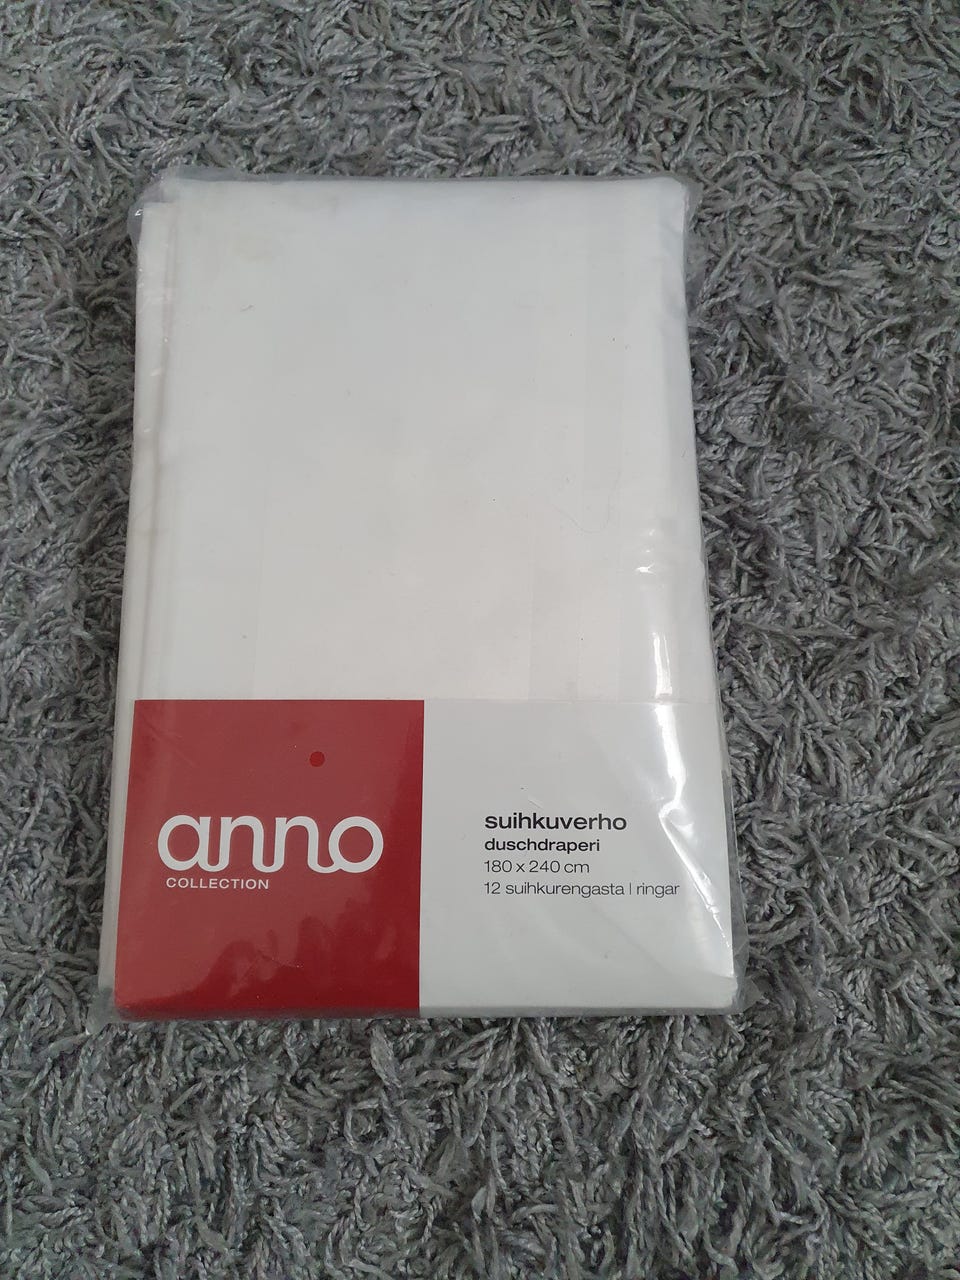 anno
COLLECTION
suihkuverho
duschdraperi
180 x 240 cm
12 suihkurengasta | ringar